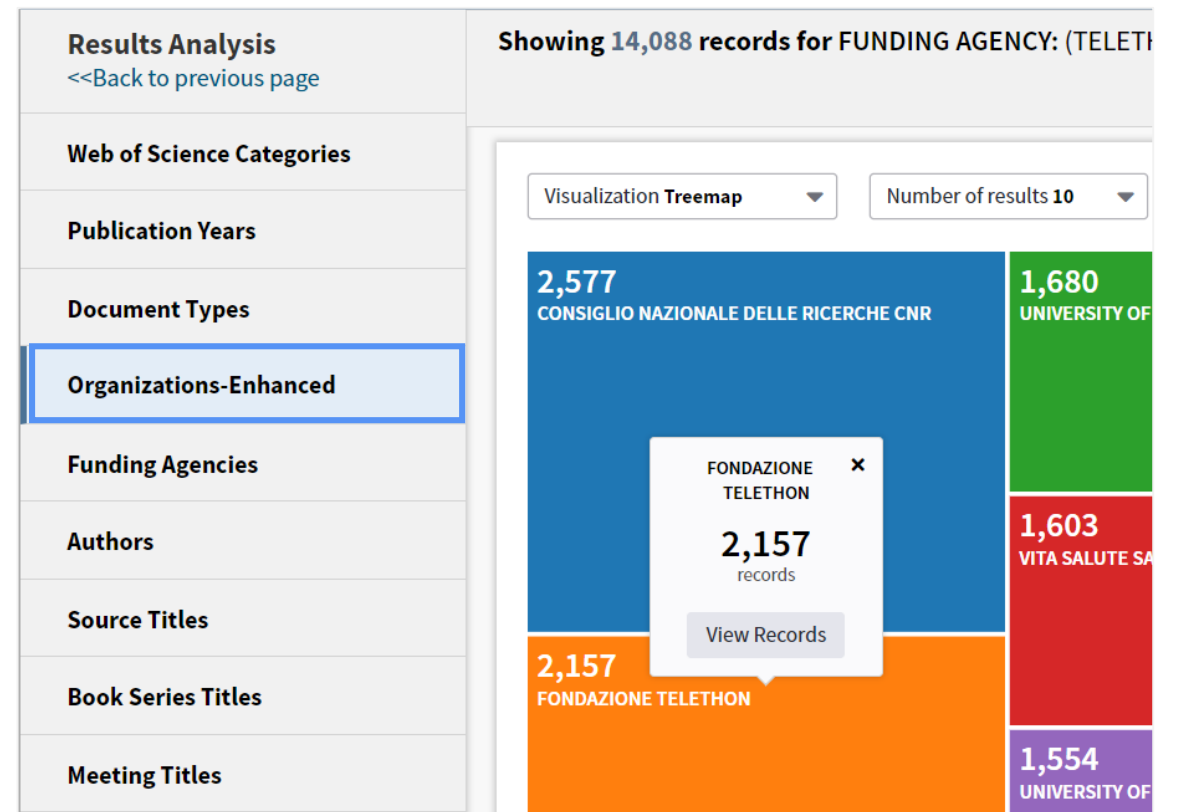 Results Analysis
<<Back to previous page
Web of Science Categories
Publication Years
Document Types
Organizations-Enhanced
Funding Agencies
Authors
Source Titles
Book Series Titles
Meeting Titles
Showing 14,088 records for FUNDING AGENCY: (TELETH
Visualization Treemap
Number of results 10
2,577
CONSIGLIO NAZIONALE DELLE RICERCHE CNR
FONDAZIONE
TELETHON
2,157
records
View Records
2,157
FONDAZIONE TELETHON
1,680
UNIVERSITY OF
1,603
VITA SALUTE SA
1,554
UNIVERSITY OF